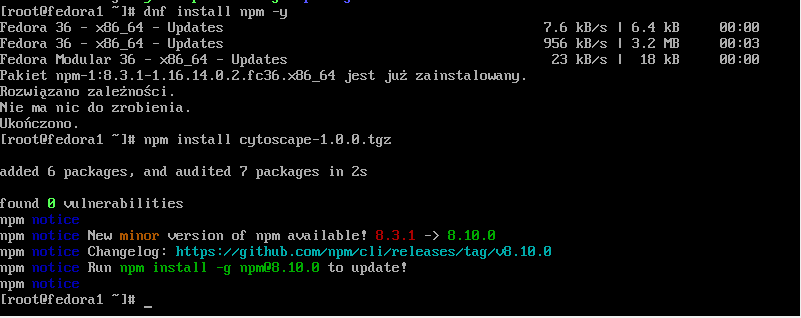 [root@fedora1 ~]# dnf install npm -y
Fedora 36 - x86_64 - Updates 7.6 kB/s | 6.4 kB 00:00
Fedora 36 - x86_64 - Updates 956 kB/s | 3.2 MB 00:03
Fedora Modular 36 - x86_64 - Updates 23 kB/s | 18 kB 00:00
Pakiet npm-1:8.3.1-1.16.14.0.2.fc36.x86_64 jest już zainstalowany.
Rozwiązano zależności.
Nie ma nic do zrobienia.
Ukończono.
[root@fedora1 ~]# npm install cytoscape-1.0.0.tgz
added 6 packages, and audited 7 packages in 2s
found 0 vulnerabilities
npm notice
npm notice New minor version of npm available! 8.3.1 -> 8.10.0
npm notice Changelog: https://github.com/npm/cli/releases/tag/v8.10.0
npm notice Run npm install -g npm@8.10.0 to update!
npm notice
[root@fedora1 ~]# _